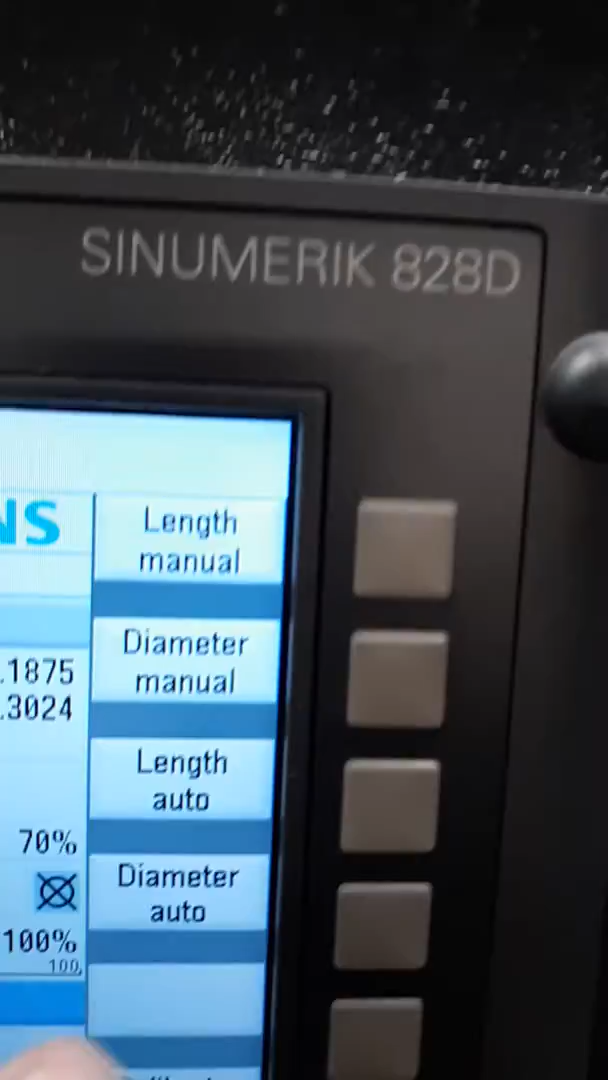 SINUMERIK 828D
NS
Length
manual
Diameter
manual
.1875
.3024
Length
auto
70%
Diameter
auto
100%
100